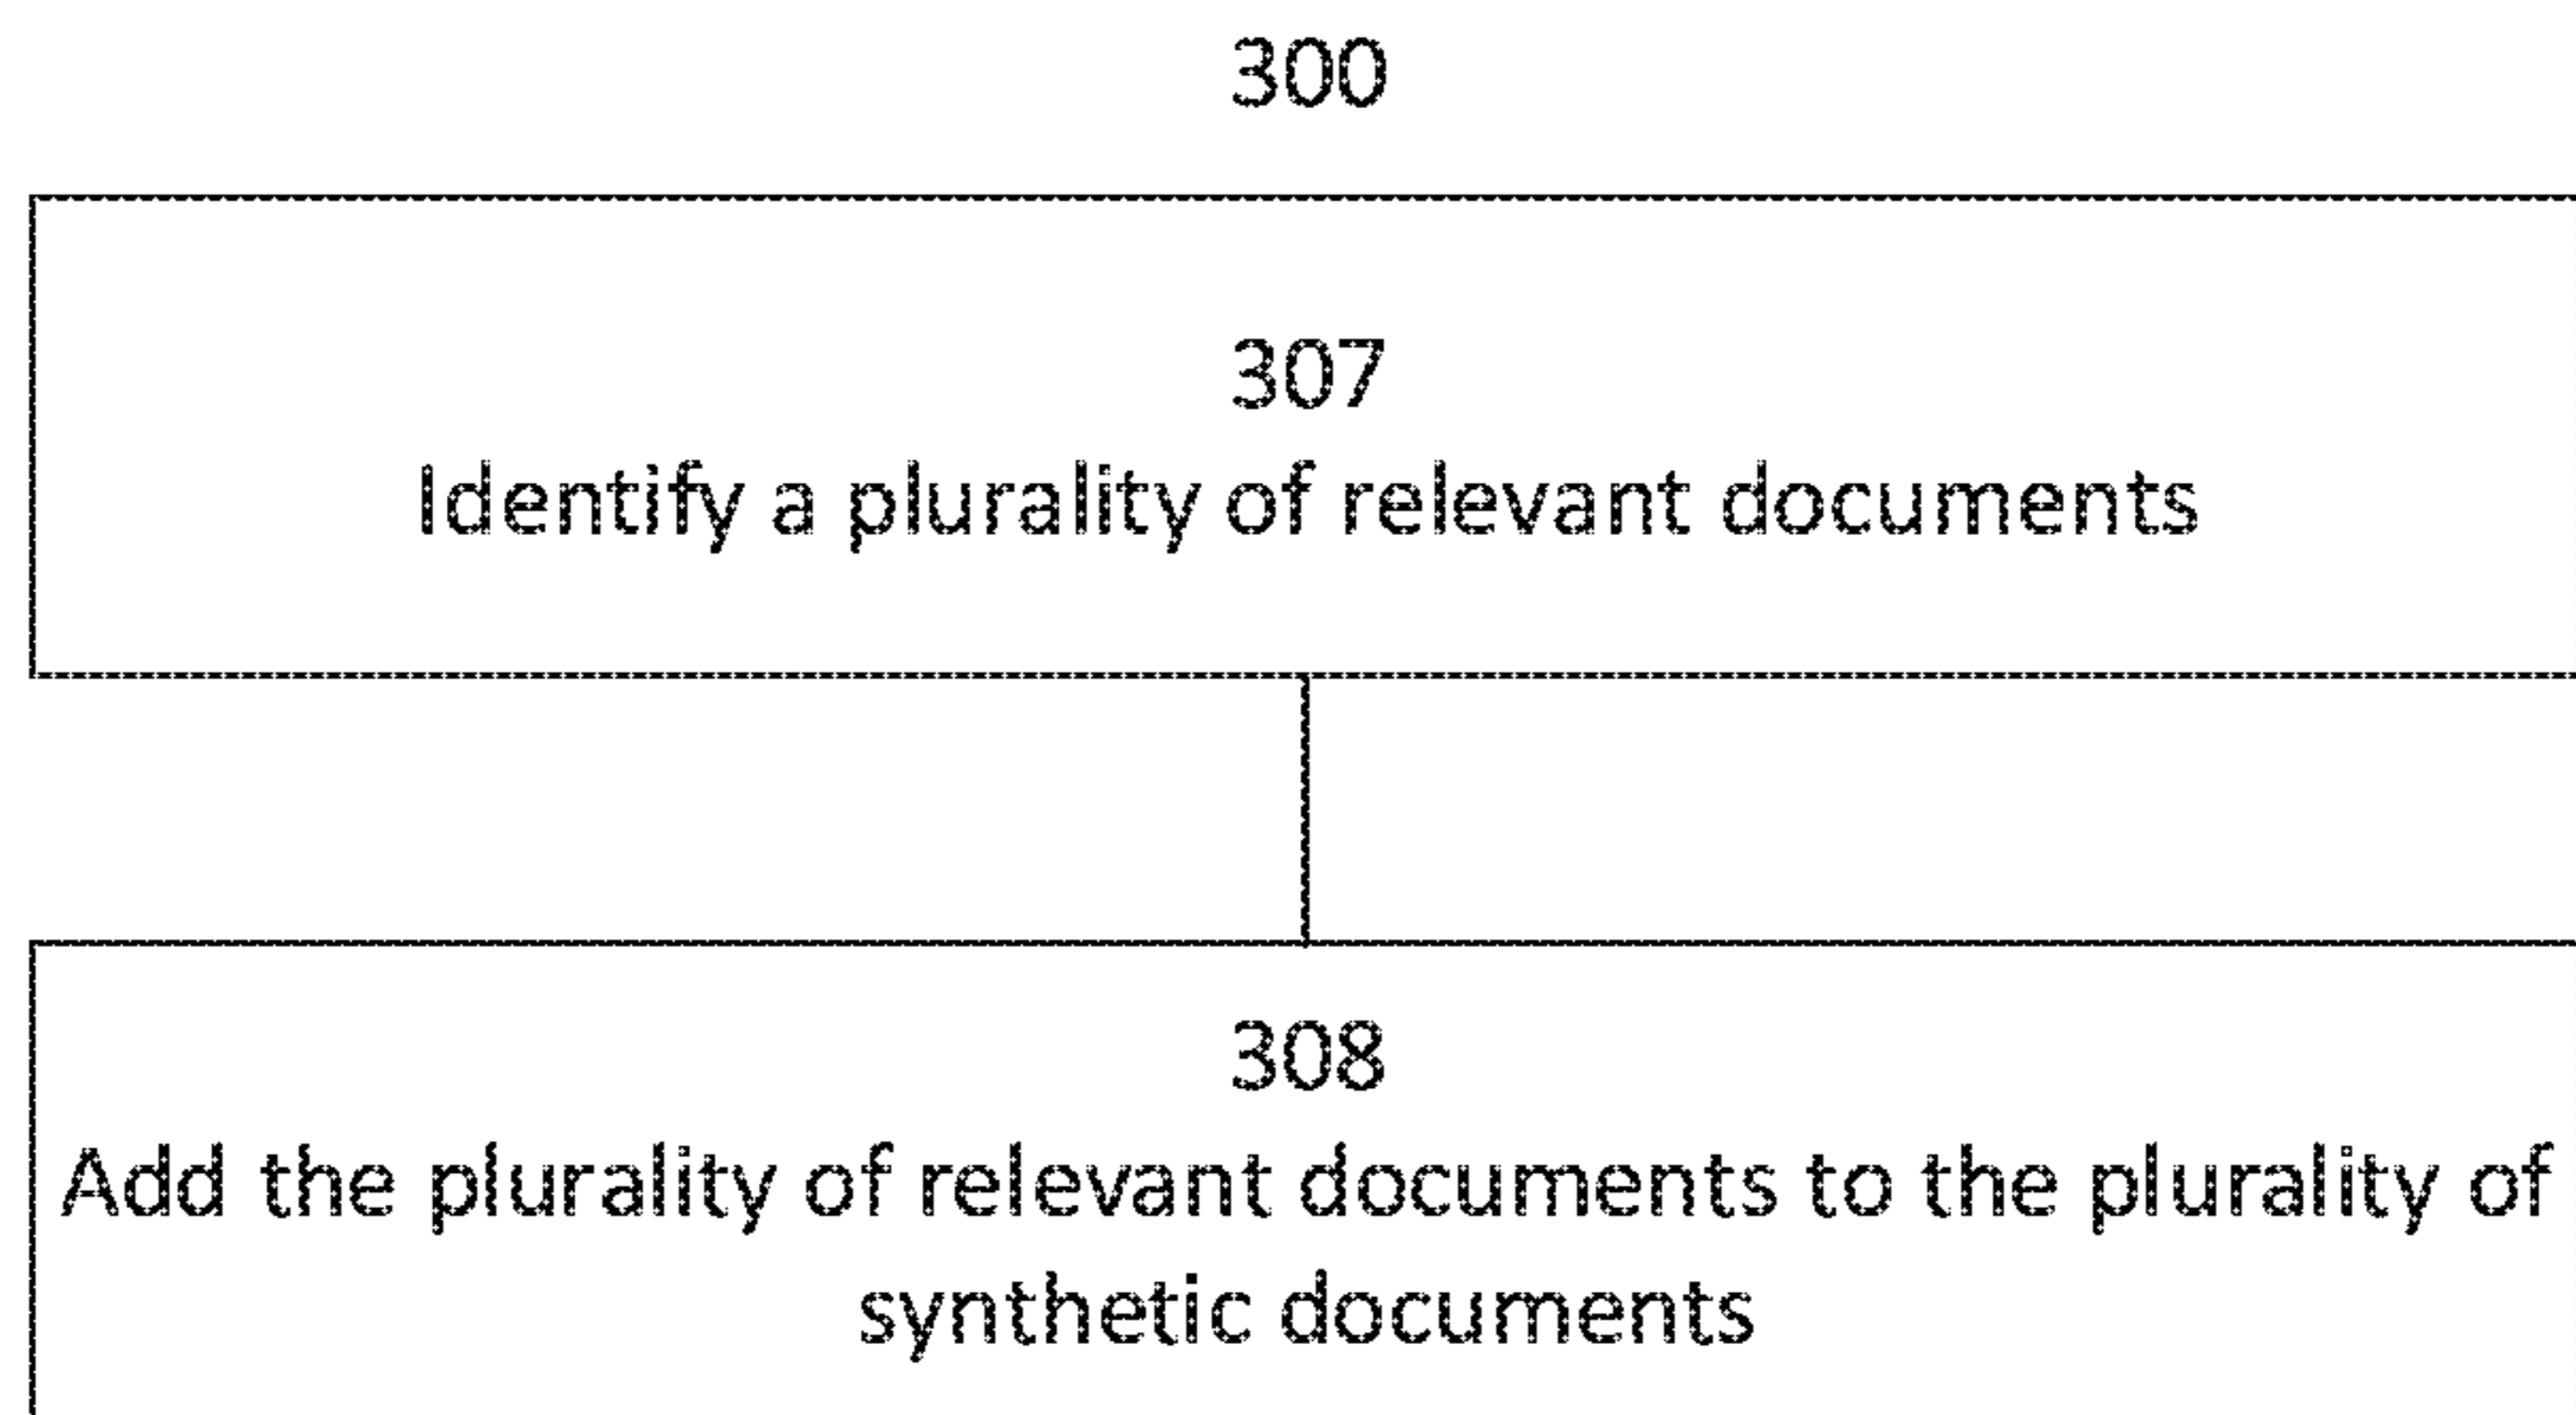 300
307
Identify a plurality of relevant documents
308
Add the plurality of relevant documents to the plurality of
synthetic documents